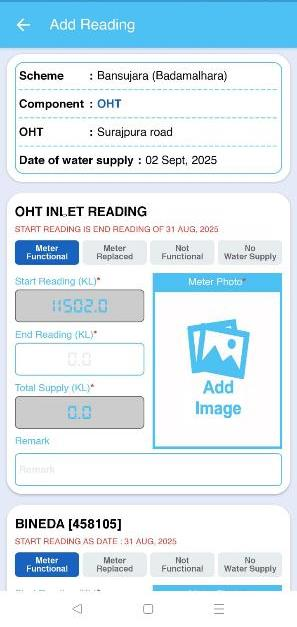 Add Reading
Scheme : Bansujara (Badamalhara)
Component : OHT
OHT : Surajpura road
Date of water supply : 02 Sept, 2025
OHT INLET READING
START READING IS END READING OF 31 AUG, 2025
Meter Functional
Meter Replaced
Not Functional
No Water Supply
Start Reading (KL)*
11502.0
Meter Photo*
Add Image
End Reading (KL)*
0.0
Total Supply (KL)*
0.0
Remark
Remark
BINEDA [458105]
START READING AS DATE : 31 AUG, 2025
Meter Functional
Meter Replaced
Not Functional
No Water Supply